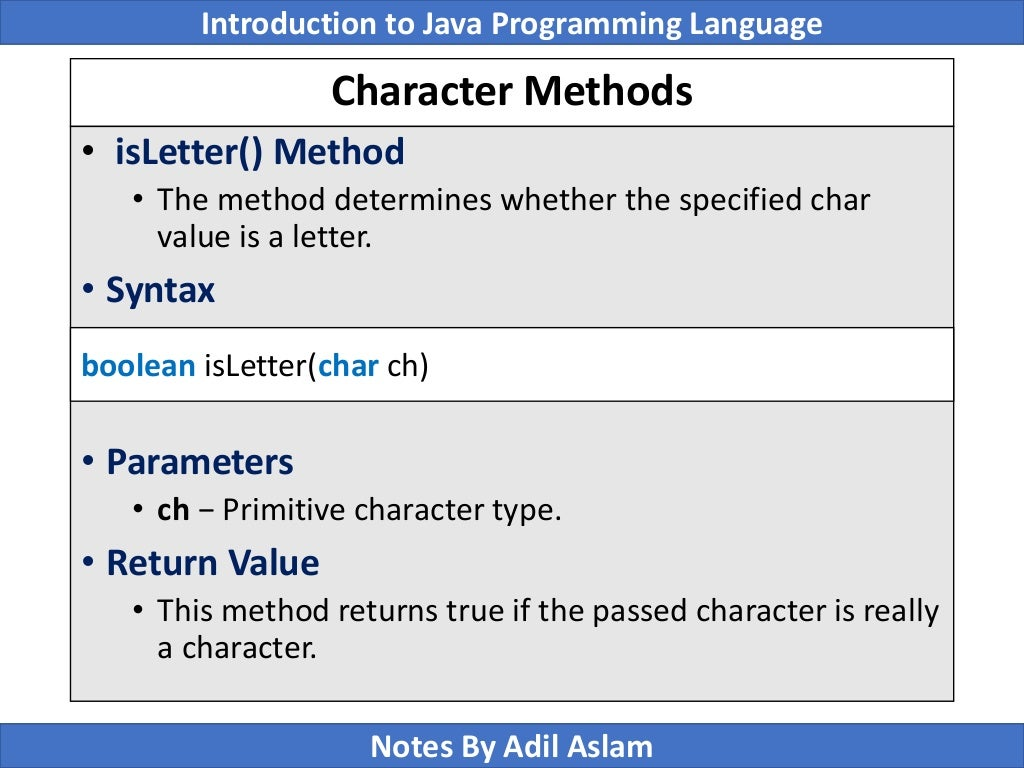 Introduction to Java Programming Language
Character Methods
• isLetter() Method
• The method determines whether the specified char
value is a letter.
• Syntax
boolean isLetter(char ch)
• Parameters
• ch − Primitive character type.
• Return Value
• This method returns true if the passed character is really
a character.
Notes By Adil Aslam